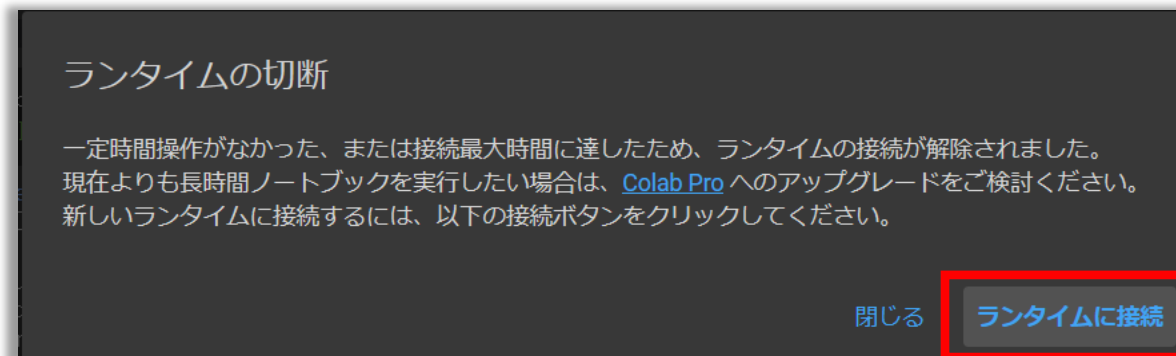 ランタイムの切断
一定時間操作がなかった、または接続最大時間に達したため、ランタイムの接続が解除されました。
現在よりも長時間ノートブックを実行したい場合は、Colab Pro へのアップグレードをご検討ください。
新しいランタイムに接続するには、以下の接続ボタンをクリックしてください。
閉じる ランタイムに接続